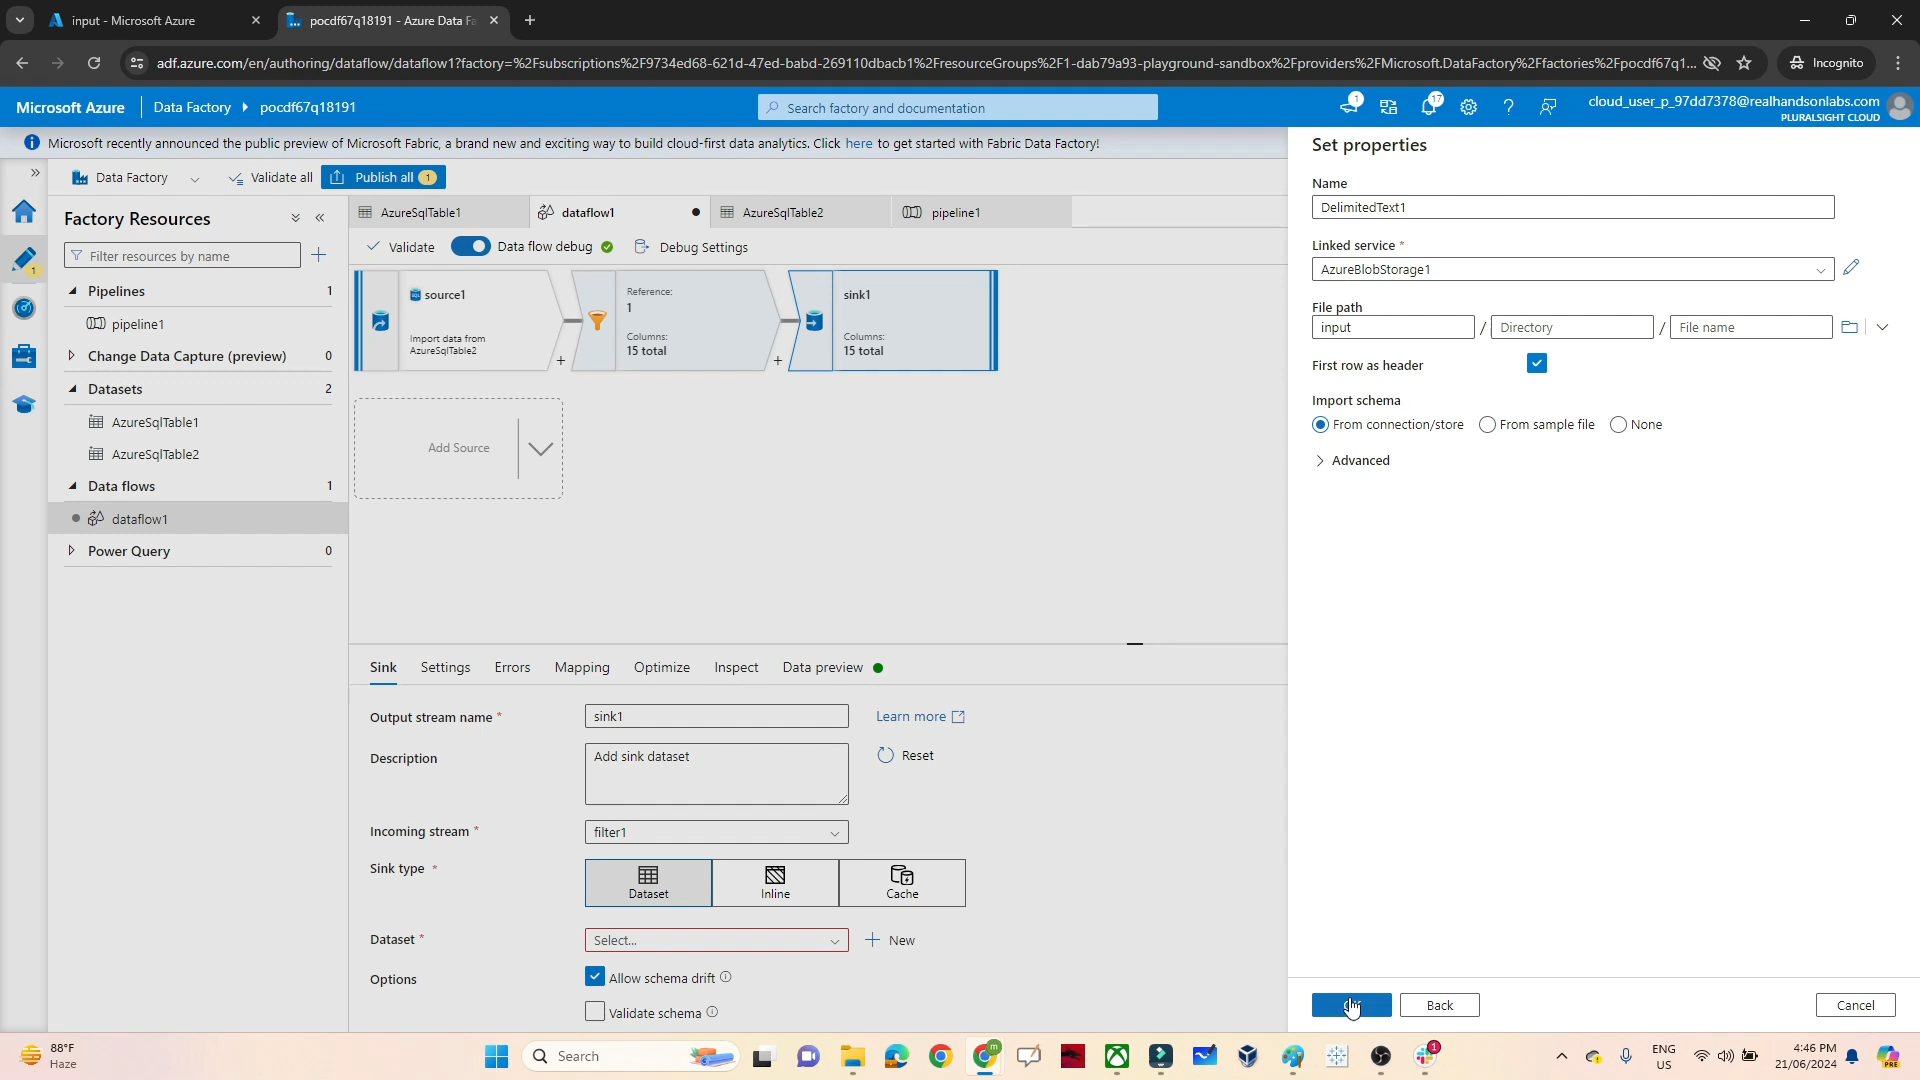 input - Microsoft Azure
pocdf67q18191 - Azure Data Fa
adf.azure.com/en/authoring/dataflow/dataflow1?factory=%2Fsubscriptions%2F9734ed68-621d-47ed-babd-269110dbacb1%2FresourceGroups%2F1-dab79a93-playground-sandbox%2Fproviders%2FMicrosoft.DataFactory%2Ffactories%2Fpocdf67q1...
Incognito
Microsoft Azure
Data Factory
pocdf67q18191
Search factory and documentation
1
17
cloud_user_p_97dd7378@realhandsonlabs.com
PLURALSIGHT CLOUD
Microsoft recently announced the public preview of Microsoft Fabric, a brand new and exciting way to build cloud-first data analytics. Click here to get started with Fabric Data Factory!
Data Factory
Validate all
Publish all 1
Factory Resources
Filter resources by name
1
Pipelines 1
pipeline1
Change Data Capture (preview) 0
Datasets 2
AzureSqlTable1
AzureSqlTable2
Data flows 1
dataflow1
Power Query 0
AzureSqlTable1
dataflow1
AzureSqlTable2
pipeline1
Validate
Data flow debug
Debug Settings
source1
Import data from
AzureSqlTable2
+
Reference:
1
Columns:
15 total
+
sink1
Columns:
15 total
Add Source
Sink
Settings
Errors
Mapping
Optimize
Inspect
Data preview
Output stream name *
sink1
Learn more
Description
Add sink dataset
Reset
Incoming stream *
filter1
Sink type *
Dataset
Inline
Cache
Dataset *
Select...
New
Options
Allow schema drift
Validate schema
Set properties
Name
DelimitedText1
Linked service *
AzureBlobStorage1
File path
input / Directory / File name
First row as header
Import schema
From connection/store
From sample file
None
Advanced
Back
Cancel
88°F
Haze
Search
m
1
ENG
US
4:46 PM
21/06/2024
PRE